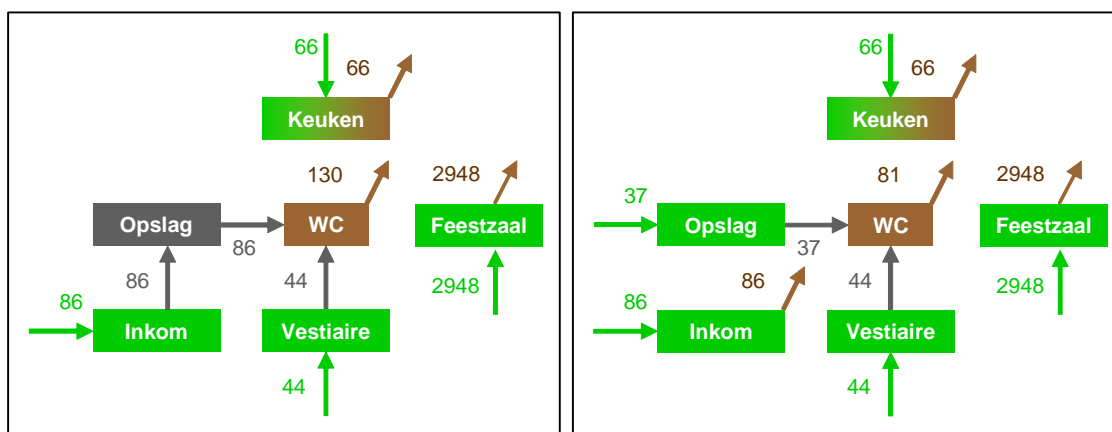 66
66
Keuken
130
2948
Opslag
WC
Feestzaal
86
86
44
2948
86
Inkom
Vestiaire
44
66
66
Keuken
81
2948
37
Opslag
WC
Feestzaal
37
86
44
2948
86
Inkom
Vestiaire
44